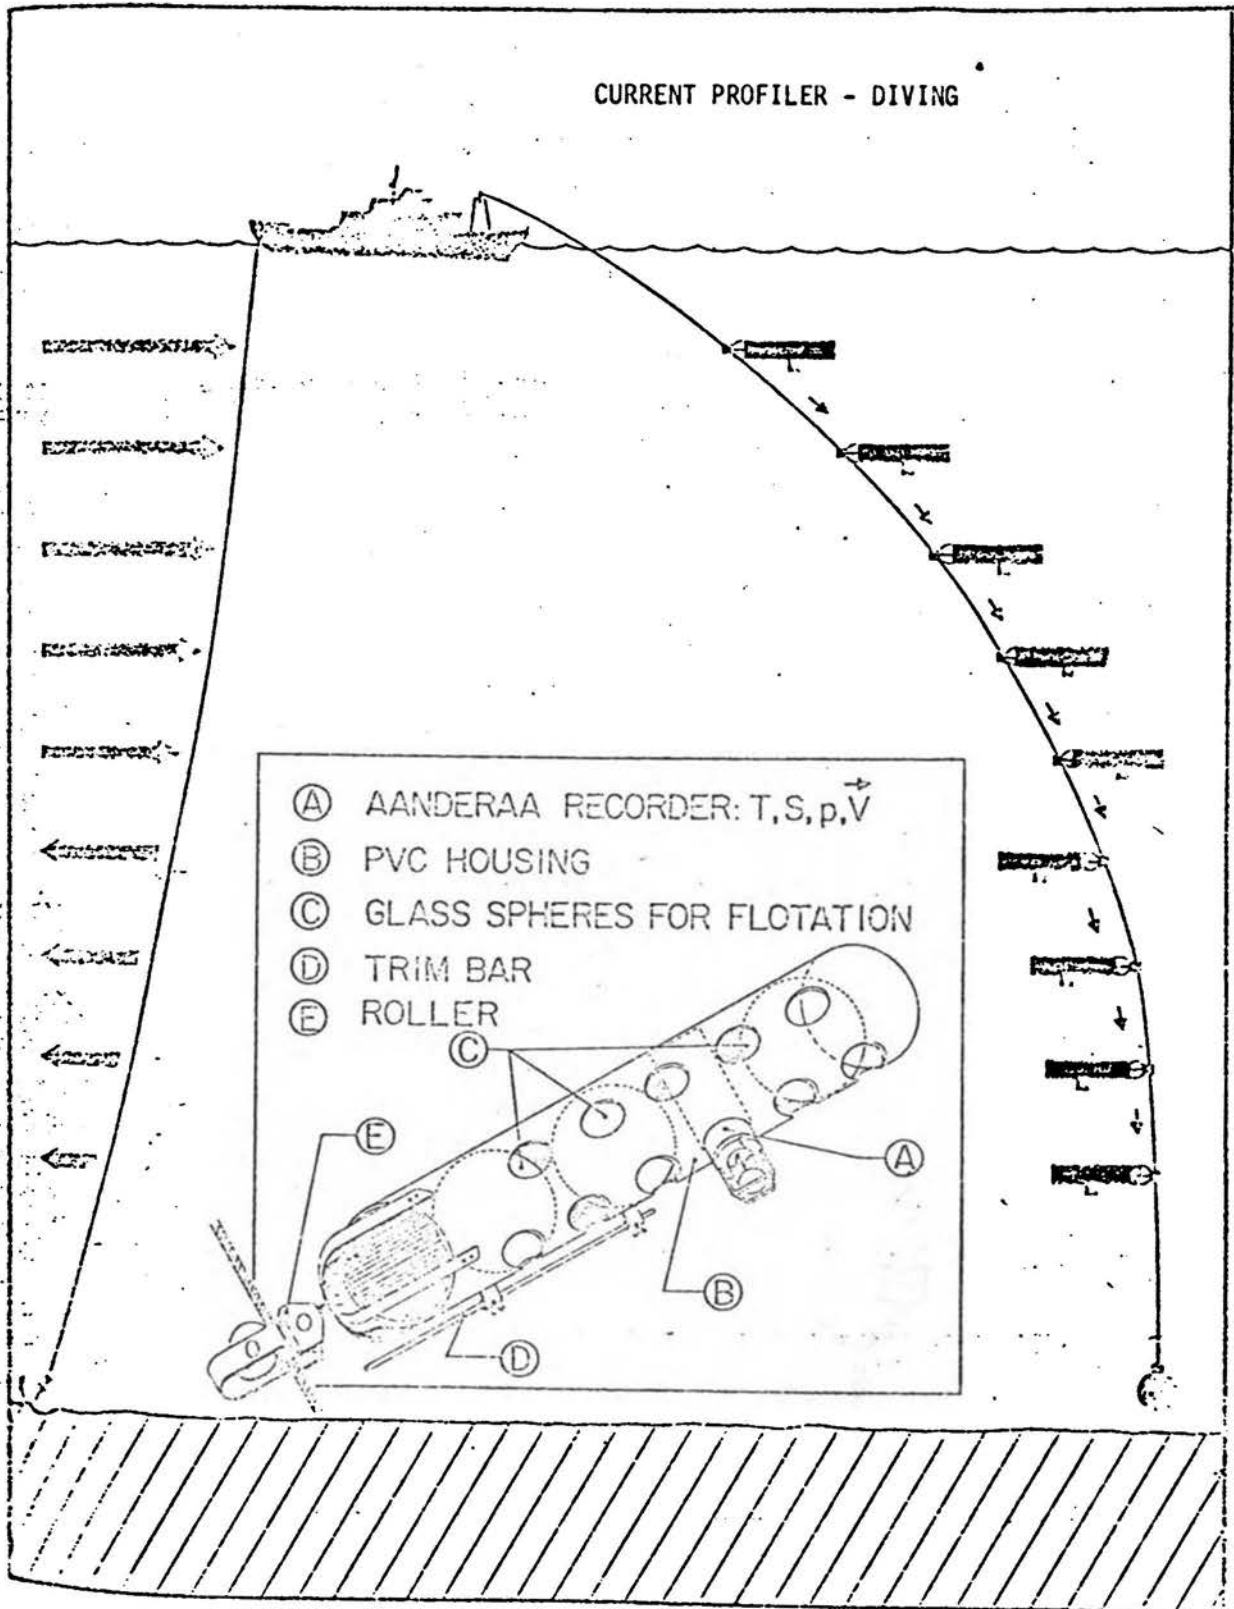 CURRENT PROFILER - DIVING
Ⓐ AANDERAA RECORDER: T, S, p, V⃗
Ⓑ PVC HOUSING
Ⓒ GLASS SPHERES FOR FLOTATION
Ⓓ TRIM BAR
Ⓔ ROLLER
Ⓒ
Ⓔ
Ⓐ
Ⓑ
Ⓓ